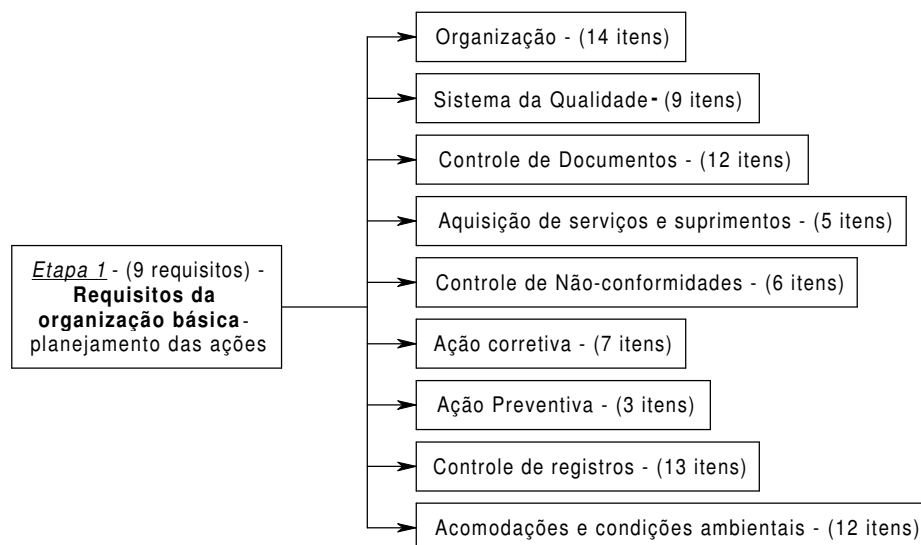 Organização - (14 itens)
Sistema da Qualidade- (9 itens)
Controle de Documentos - (12 itens)
Aquisição de serviços e suprimentos - (5 itens)
Etapa 1 - (9 requisitos) -
Requisitos da
organização básica-
planejamento das ações
Controle de Não-conformidades - (6 itens)
Ação corretiva - (7 itens)
Ação Preventiva - (3 itens)
Controle de registros - (13 itens)
Acomodações e condições ambientais - (12 itens)